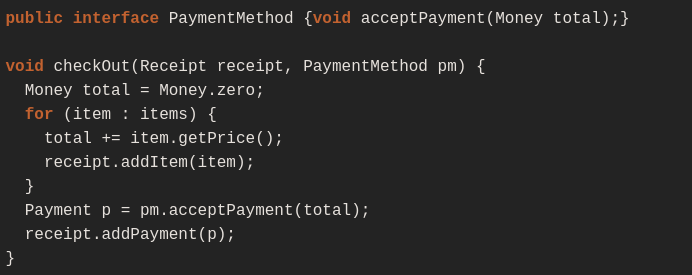 public interface PaymentMethod {void acceptPayment(Money total);}

void checkOut(Receipt receipt, PaymentMethod pm) {
  Money total = Money.zero;
  for (item : items) {
    total += item.getPrice();
    receipt.addItem(item);
  }
  Payment p = pm.acceptPayment(total);
  receipt.addPayment(p);
}